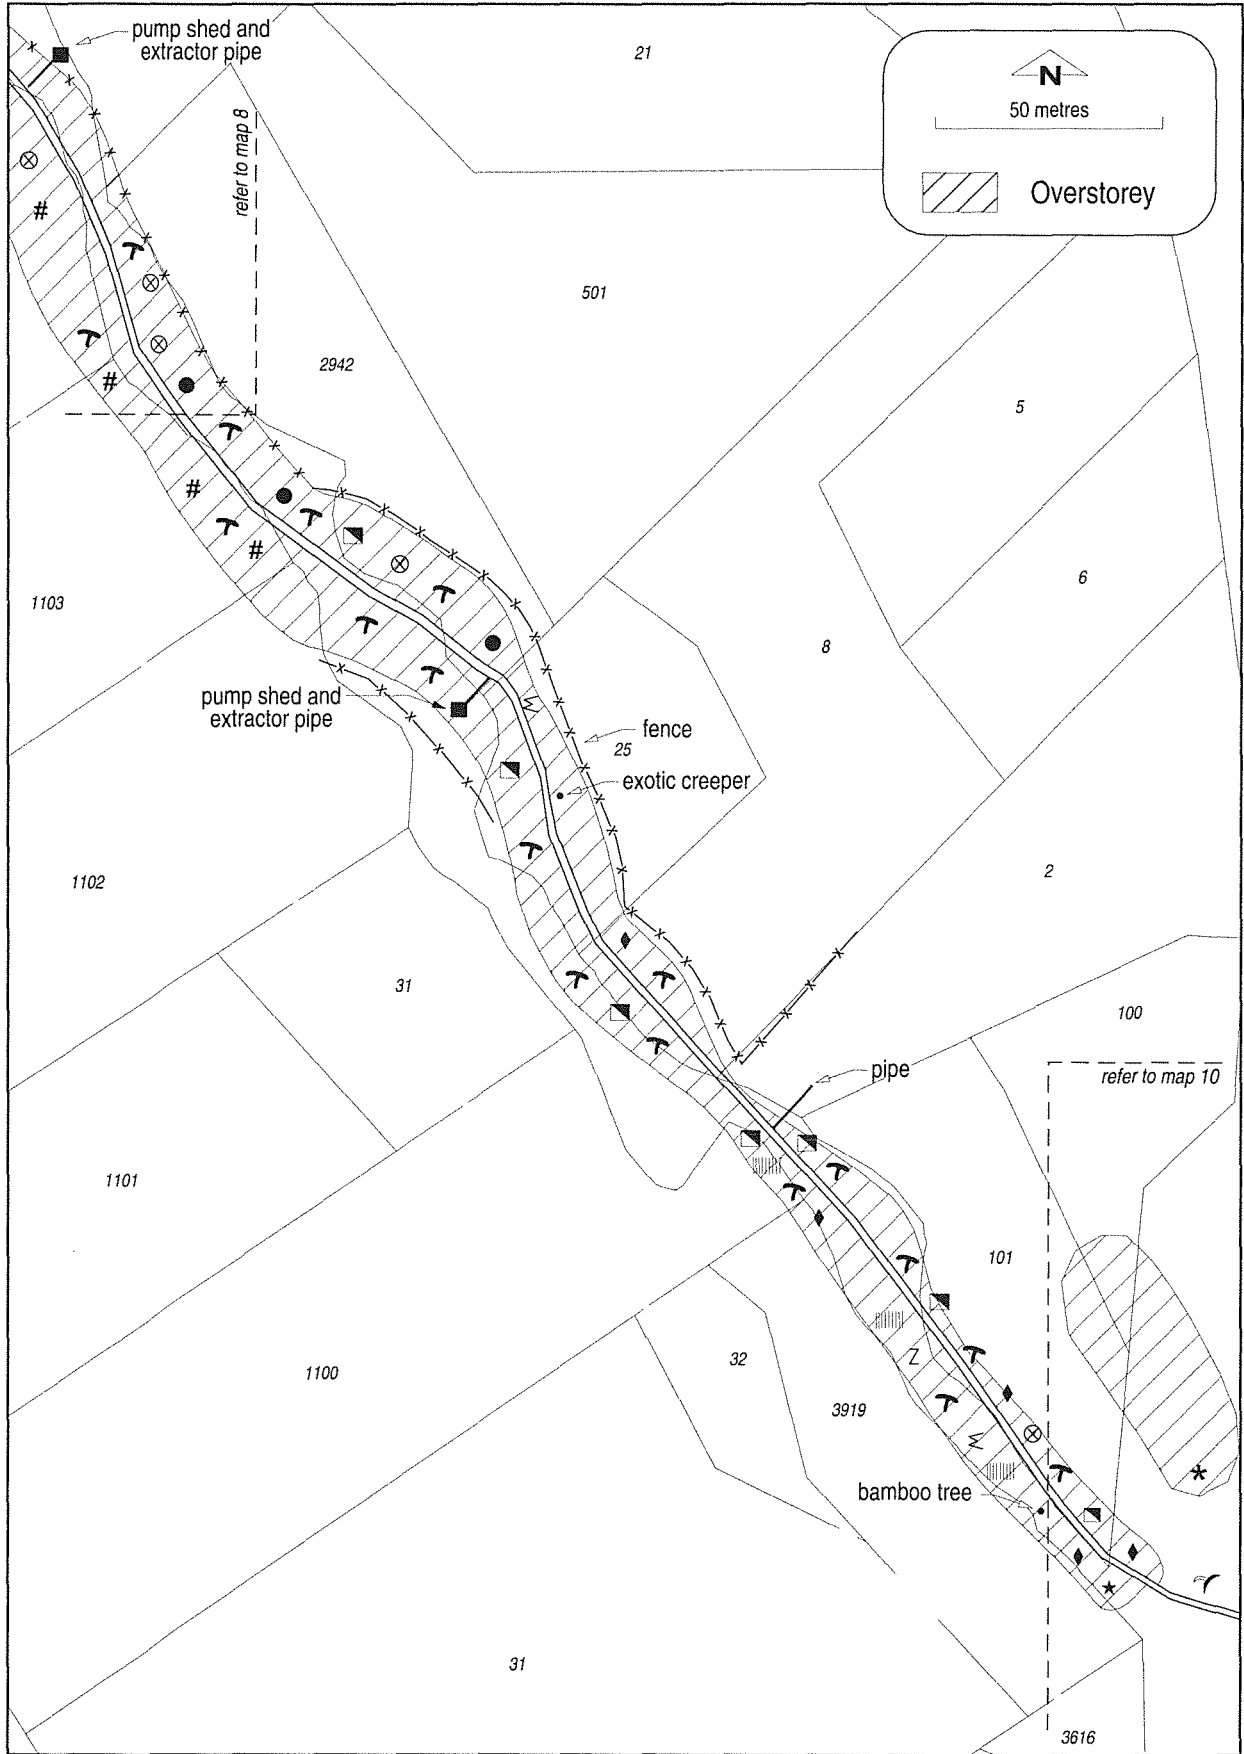 pump shed and
extractor pipe
21
N
50 metres
Overstorey
refer to map 8
#
501
2942
#
5
#
#
6
1103
8
pump shed and
extractor pipe
W
fence
25
exotic creeper
1102
2
31
100
pipe
refer to map 10
1101
101
Z
32
1100
3919
W
*
bamboo tree
31
3616